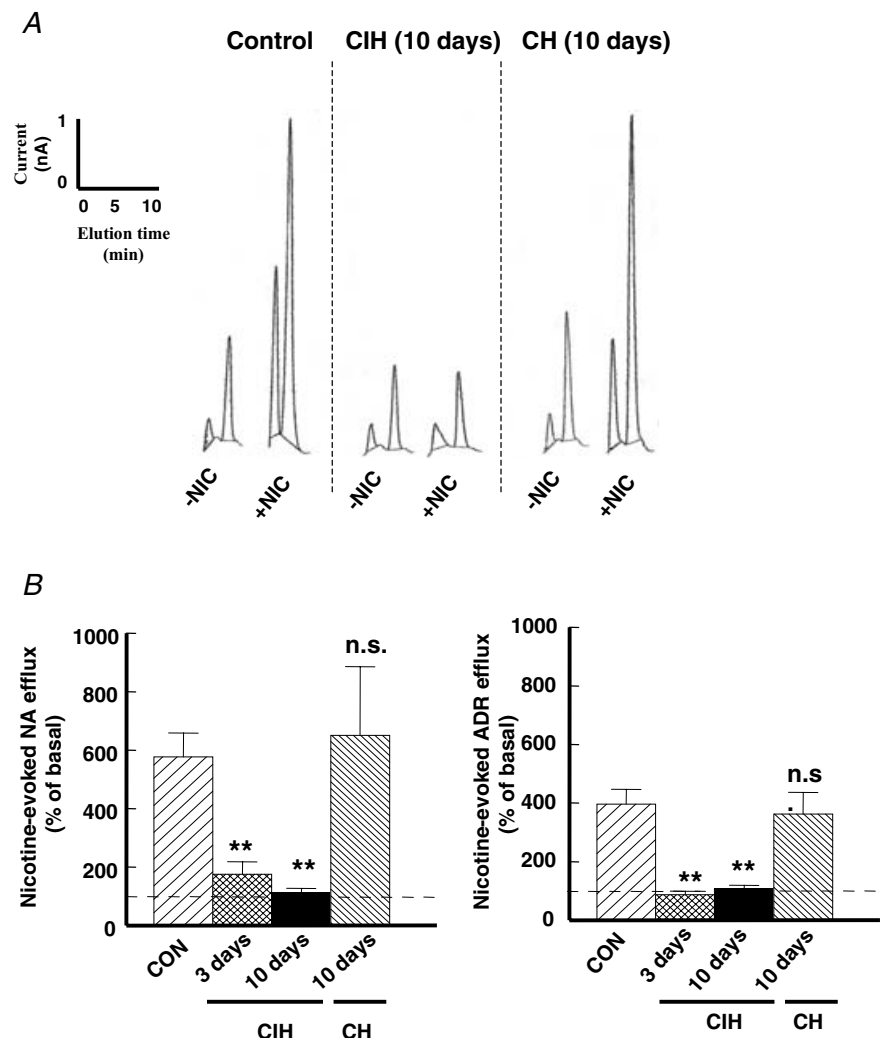 A
Control CIH (10 days) CH (10 days)
1
Current
(nA)
0
0 5 10
Elution time
(min)
-NIC +NIC -NIC +NIC -NIC +NIC
B
Nicotine-evoked NA efflux
(% of basal)
1000
800
600
400
200
0
n.s.
**
**
CON 3 days 10 days 10 days
CIH CH
Nicotine-evoked ADR efflux
(% of basal)
1000
800
600
400
200
0
n.s
.
**
**
CON 3 days 10 days 10 days
CIH CH